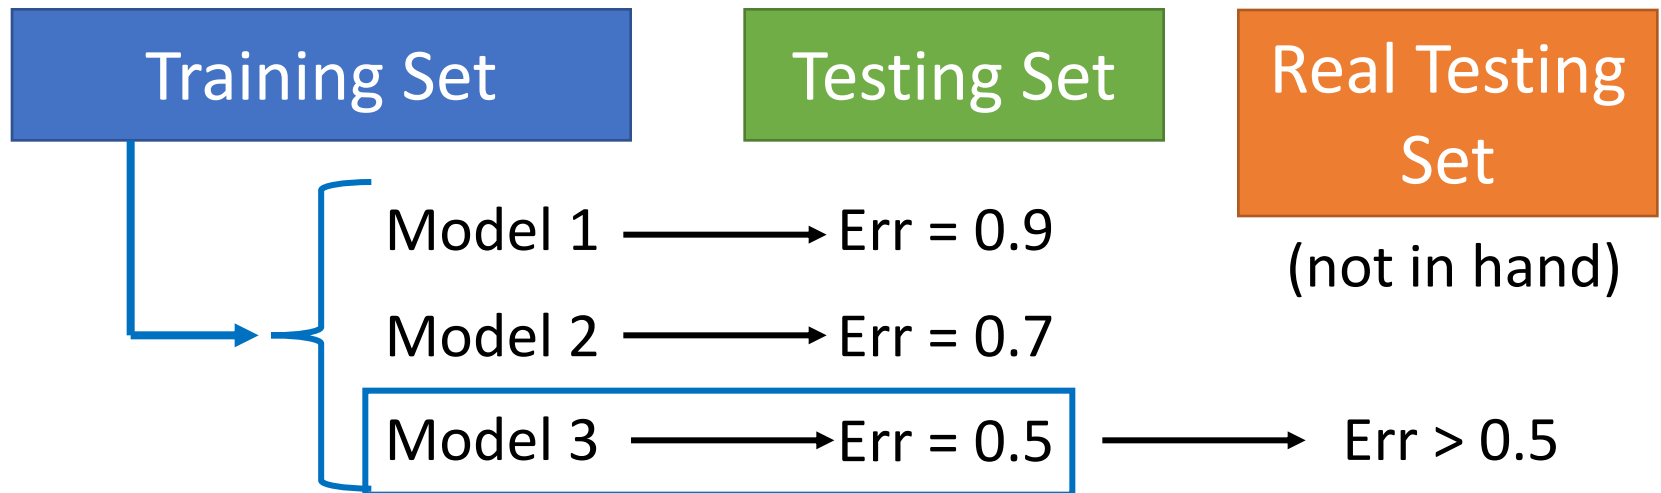 Training Set
Testing Set
Real Testing
Set
(not in hand)
Model 1
Err = 0.9
Model 2
Err = 0.7
Model 3
Err = 0.5
Err > 0.5